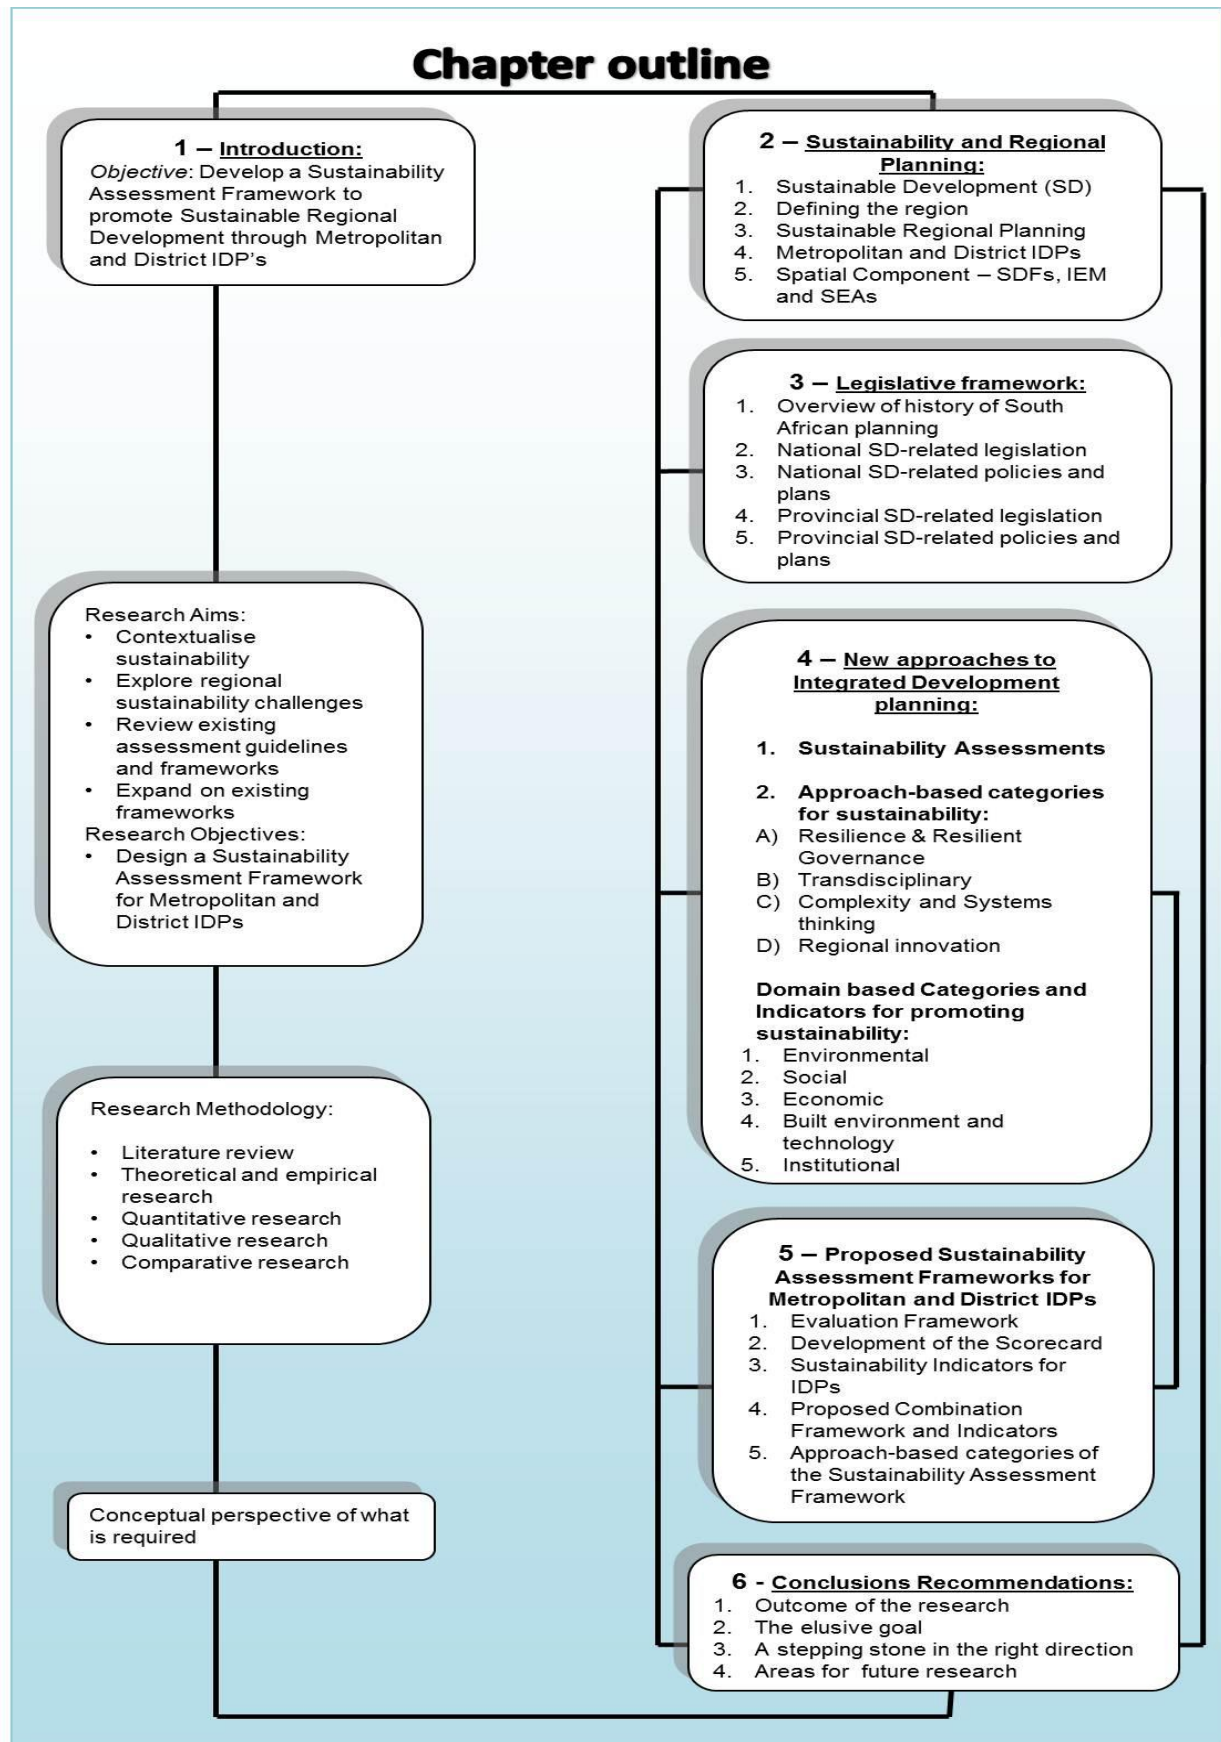 Chapter outline
1 – Introduction:
Objective: Develop a Sustainability
Assessment Framework to
promote Sustainable Regional
Development through Metropolitan
and District IDP's
Research Aims:
• Contextualise
sustainability
• Explore regional
sustainability challenges
• Review existing
assessment guidelines
and frameworks
• Expand on existing
frameworks
Research Objectives:
• Design a Sustainability
Assessment Framework
for Metropolitan and
District IDPs
Research Methodology:
• Literature review
• Theoretical and empirical
research
• Quantitative research
• Qualitative research
• Comparative research
Conceptual perspective of what
is required
2 – Sustainability and Regional
Planning:
1. Sustainable Development (SD)
2. Defining the region
3. Sustainable Regional Planning
4. Metropolitan and District IDPs
5. Spatial Component – SDFs, IEM
and SEAs
3 – Legislative framework:
1. Overview of history of South
African planning
2. National SD-related legislation
3. National SD-related policies and
plans
4. Provincial SD-related legislation
5. Provincial SD-related policies and
plans
4 – New approaches to
Integrated Development
planning:
1. Sustainability Assessments
2. Approach-based categories
for sustainability:
A) Resilience & Resilient
Governance
B) Transdisciplinary
C) Complexity and Systems
thinking
D) Regional innovation
Domain based Categories and
Indicators for promoting
sustainability:
1. Environmental
2. Social
3. Economic
4. Built environment and
technology
5. Institutional
5 – Proposed Sustainability
Assessment Frameworks for
Metropolitan and District IDPs
1. Evaluation Framework
2. Development of the Scorecard
3. Sustainability Indicators for
IDPs
4. Proposed Combination
Framework and Indicators
5. Approach-based categories of
the Sustainability Assessment
Framework
6 - Conclusions Recommendations:
1. Outcome of the research
2. The elusive goal
3. A stepping stone in the right direction
4. Areas for future research